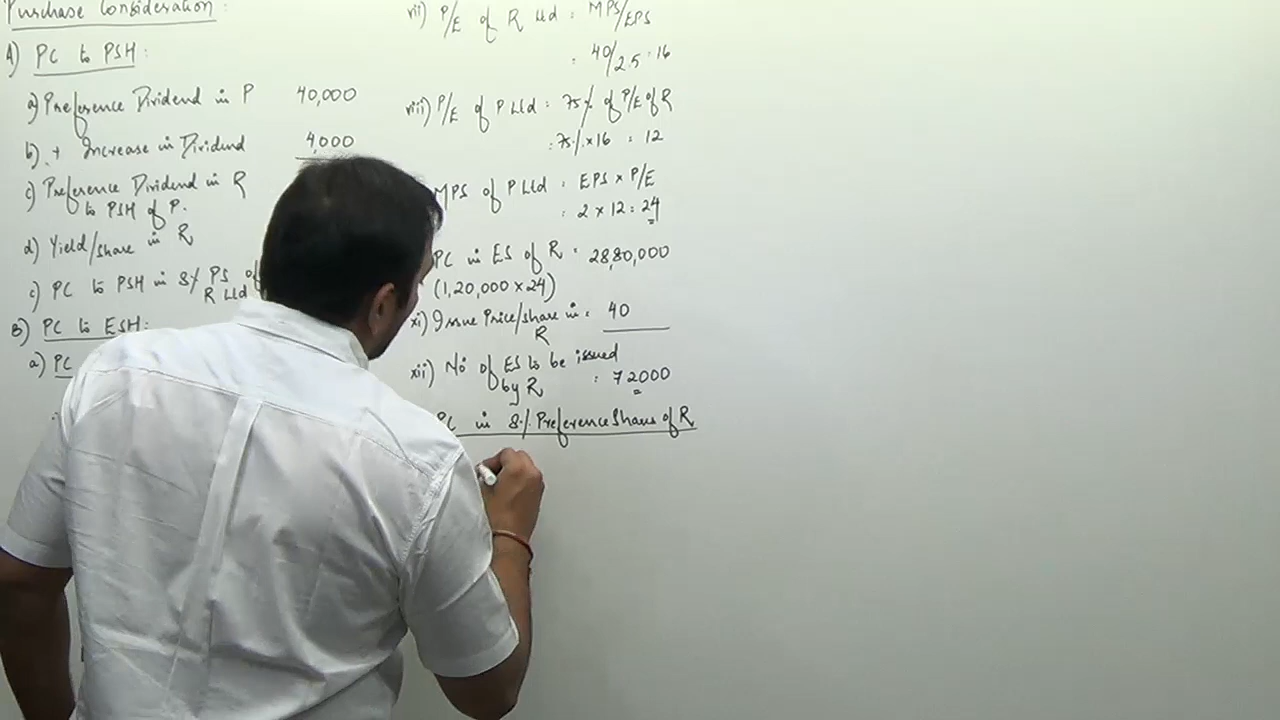 Purchase Consideration:
A) PC to PSH:
a) Preference Dividend in P 40,000
b) + Increase in Dividend 4,000
c) Preference Dividend in R
to PSH of P.
d) Yield/share in R
e) PC to PSH in 8% PS of
R Ltd
B) PC to ESH:
a) PC
vii) P/E of R Ltd = MPS/EPS
= 40/2.5 = 16
viii) P/E of P Ltd = 75% of P/E of R
= 75% × 16 = 12
MPS of P Ltd = EPS × P/E
= 2 × 12 = 24
PC in ES of R = 28,80,000
(1,20,000 × 24)
xi) Issue Price/share in = 40
R
xii) No of ES to be issued
by R = 72000
PC in 8% Preference Shares of R